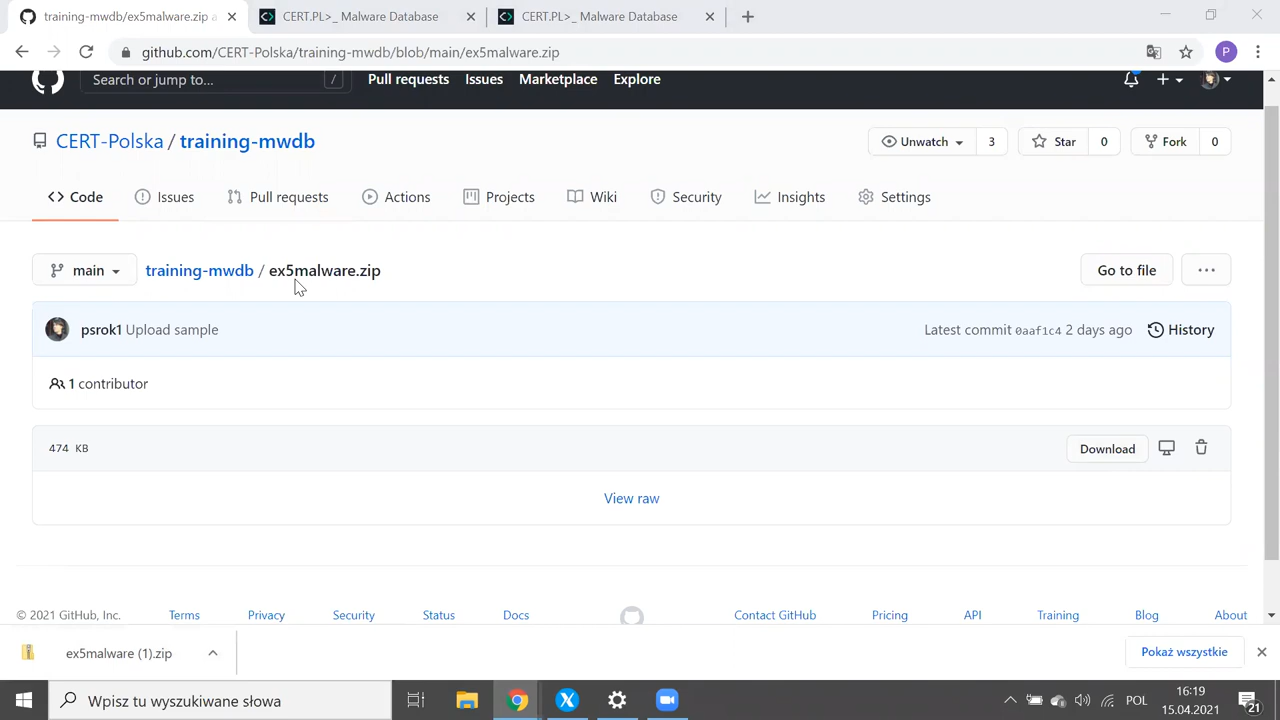 training-mwdb/ex5malware.zip a
CERT.PL>_ Malware Database
CERT.PL>_ Malware Database
github.com/CERT-Polska/training-mwdb/blob/main/ex5malware.zip
P
Search or jump to...
/
Pull requests
Issues
Marketplace
Explore
CERT-Polska / training-mwdb
Unwatch
3
Star
0
Fork
0
Code
Issues
Pull requests
Actions
Projects
Wiki
Security
Insights
Settings
main
training-mwdb / ex5malware.zip
Go to file
psrok1 Upload sample
Latest commit 0aaf1c4 2 days ago
History
1 contributor
474 KB
Download
View raw
© 2021 GitHub, Inc.
Terms
Privacy
Security
Status
Docs
Contact GitHub
Pricing
API
Training
Blog
About
ex5malware (1).zip
Pokaż wszystkie
Wpisz tu wyszukiwane słowa
POL
16:19
15.04.2021
21